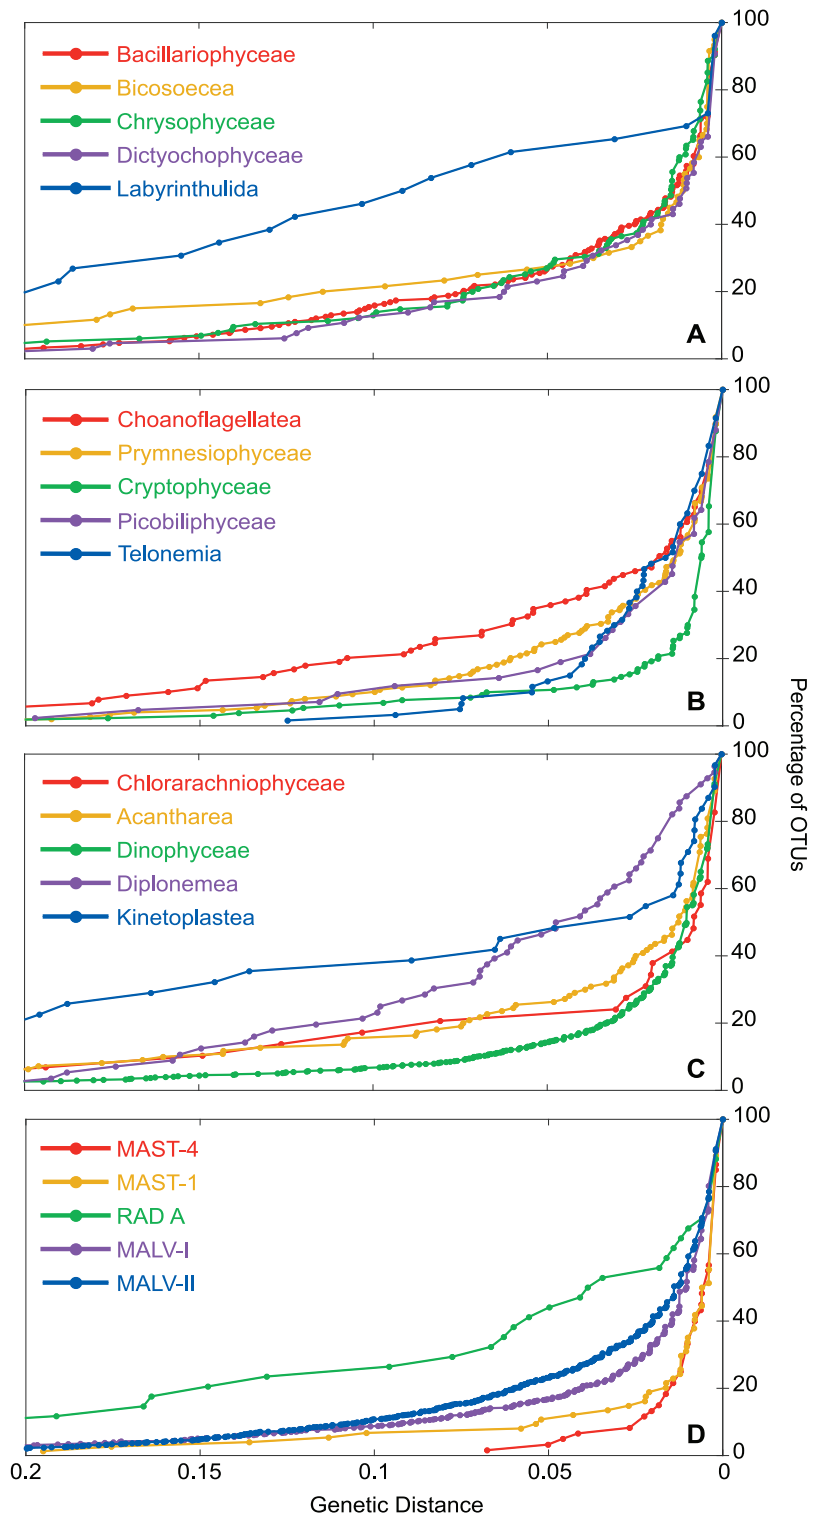 100
Bacillariophyceae
Bicosoecea
80
Chrysophyceae
Dictyochophyceae
60
Labyrinthulida
40
20
A
0
100
Choanoflagellatea
Prymnesiophyceae
80
Cryptophyceae
Picobiliphyceae
60
Telonemia
40
20
B
0
Percentage of OTUs
100
Chlorarachniophyceae
Acantharea
80
Dinophyceae
Diplonemea
60
Kinetoplastea
40
20
C
0
100
MAST-4
MAST-1
80
RAD A
MALV-I
60
MALV-II
40
20
D
0
0.2 0.15 0.1 0.05 0
Genetic Distance